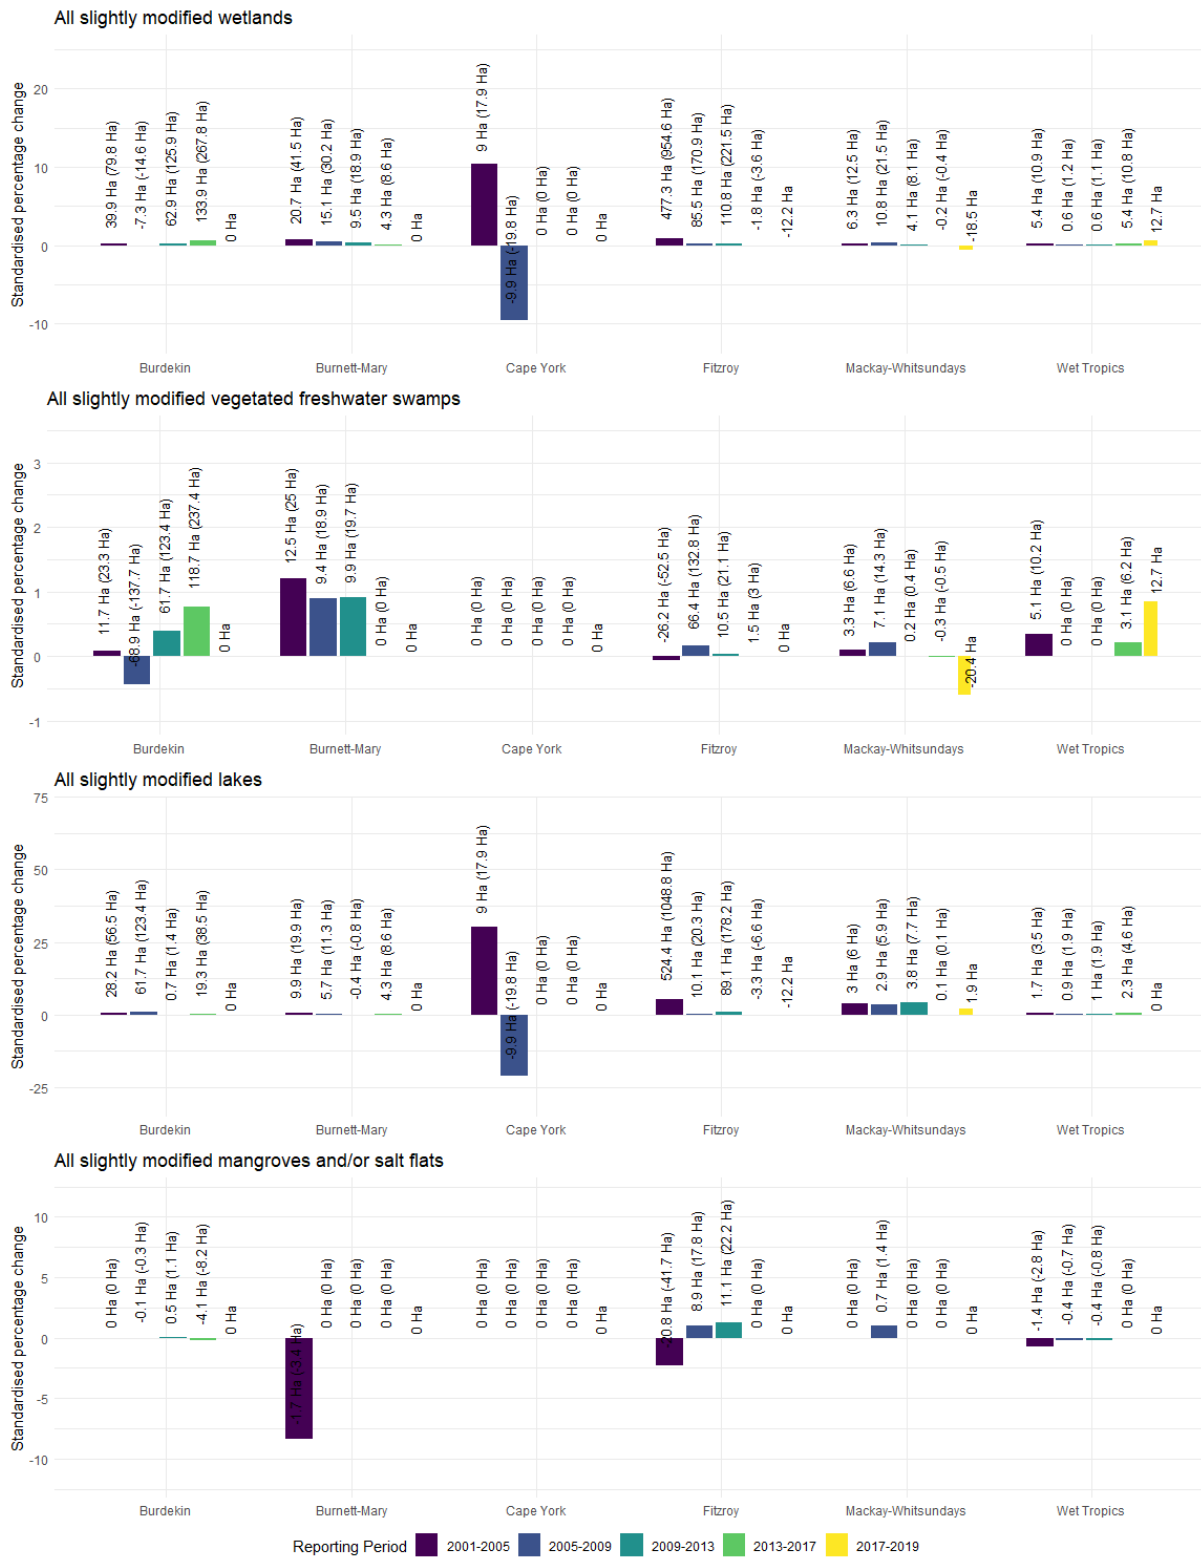 All slightly modified wetlands
Standardised percentage change
20
10
0
-10
39.9 Ha (79.8 Ha)
-7.3 Ha (-14.6 Ha)
62.9 Ha (125.9 Ha)
133.9 Ha (267.8 Ha)
0 Ha
20.7 Ha (41.5 Ha)
15.1 Ha (30.2 Ha)
9.5 Ha (18.9 Ha)
4.3 Ha (8.6 Ha)
0 Ha
9 Ha (17.9 Ha)
-9.9 Ha (-19.8 Ha)
0 Ha (0 Ha)
0 Ha (0 Ha)
0 Ha
477.3 Ha (954.6 Ha)
85.5 Ha (170.9 Ha)
110.8 Ha (221.5 Ha)
-1.8 Ha (-3.6 Ha)
-12.2 Ha
6.3 Ha (12.5 Ha)
10.8 Ha (21.5 Ha)
4.1 Ha (8.1 Ha)
-0.2 Ha (-0.4 Ha)
-18.5 Ha
5.4 Ha (10.9 Ha)
0.6 Ha (1.2 Ha)
0.6 Ha (1.1 Ha)
5.4 Ha (10.8 Ha)
12.7 Ha
Burdekin
Burnett-Mary
Cape York
Fitzroy
Mackay-Whitsundays
Wet Tropics
All slightly modified vegetated freshwater swamps
Standardised percentage change
3
2
1
0
-1
11.7 Ha (23.3 Ha)
-68.9 Ha (-137.7 Ha)
61.7 Ha (123.4 Ha)
118.7 Ha (237.4 Ha)
0 Ha
12.5 Ha (25 Ha)
9.4 Ha (18.9 Ha)
9.9 Ha (19.7 Ha)
0 Ha (0 Ha)
0 Ha
0 Ha (0 Ha)
0 Ha (0 Ha)
0 Ha (0 Ha)
0 Ha (0 Ha)
0 Ha
-26.2 Ha (-52.5 Ha)
66.4 Ha (132.8 Ha)
10.5 Ha (21.1 Ha)
1.5 Ha (3 Ha)
0 Ha
3.3 Ha (6.6 Ha)
7.1 Ha (14.3 Ha)
0.2 Ha (0.4 Ha)
-0.3 Ha (-0.5 Ha)
-20.4 Ha
5.1 Ha (10.2 Ha)
0 Ha (0 Ha)
0 Ha (0 Ha)
3.1 Ha (6.2 Ha)
12.7 Ha
Burdekin
Burnett-Mary
Cape York
Fitzroy
Mackay-Whitsundays
Wet Tropics
All slightly modified lakes
Standardised percentage change
75
50
25
0
-25
28.2 Ha (56.5 Ha)
61.7 Ha (123.4 Ha)
0.7 Ha (1.4 Ha)
19.3 Ha (38.5 Ha)
0 Ha
9.9 Ha (19.9 Ha)
5.7 Ha (11.3 Ha)
-0.4 Ha (-0.8 Ha)
4.3 Ha (8.6 Ha)
0 Ha
9 Ha (17.9 Ha)
-9.9 Ha (-19.8 Ha)
0 Ha (0 Ha)
0 Ha (0 Ha)
0 Ha
524.4 Ha (1048.8 Ha)
10.1 Ha (20.3 Ha)
89.1 Ha (178.2 Ha)
-3.3 Ha (-6.6 Ha)
-12.2 Ha
3 Ha (6 Ha)
2.9 Ha (5.9 Ha)
3.8 Ha (7.7 Ha)
0.1 Ha (0.1 Ha)
1.9 Ha
1.7 Ha (3.5 Ha)
0.9 Ha (1.9 Ha)
1 Ha (1.9 Ha)
2.3 Ha (4.6 Ha)
0 Ha
Burdekin
Burnett-Mary
Cape York
Fitzroy
Mackay-Whitsundays
Wet Tropics
All slightly modified mangroves and/or salt flats
Standardised percentage change
10
5
0
-5
-10
0 Ha (0 Ha)
-0.1 Ha (-0.3 Ha)
0.5 Ha (1.1 Ha)
-4.1 Ha (-8.2 Ha)
0 Ha
-1.7 Ha (-3.4 Ha)
0 Ha (0 Ha)
0 Ha (0 Ha)
0 Ha (0 Ha)
0 Ha
0 Ha (0 Ha)
0 Ha (0 Ha)
0 Ha (0 Ha)
0 Ha (0 Ha)
0 Ha
-20.8 Ha (-41.7 Ha)
8.9 Ha (17.8 Ha)
11.1 Ha (22.2 Ha)
0 Ha (0 Ha)
0 Ha
0 Ha (0 Ha)
0.7 Ha (1.4 Ha)
0 Ha (0 Ha)
0 Ha (0 Ha)
0 Ha
-1.4 Ha (-2.8 Ha)
-0.4 Ha (-0.7 Ha)
-0.4 Ha (-0.8 Ha)
0 Ha (0 Ha)
0 Ha
Burdekin
Burnett-Mary
Cape York
Fitzroy
Mackay-Whitsundays
Wet Tropics
Reporting Period 2001-2005 2005-2009 2009-2013 2013-2017 2017-2019